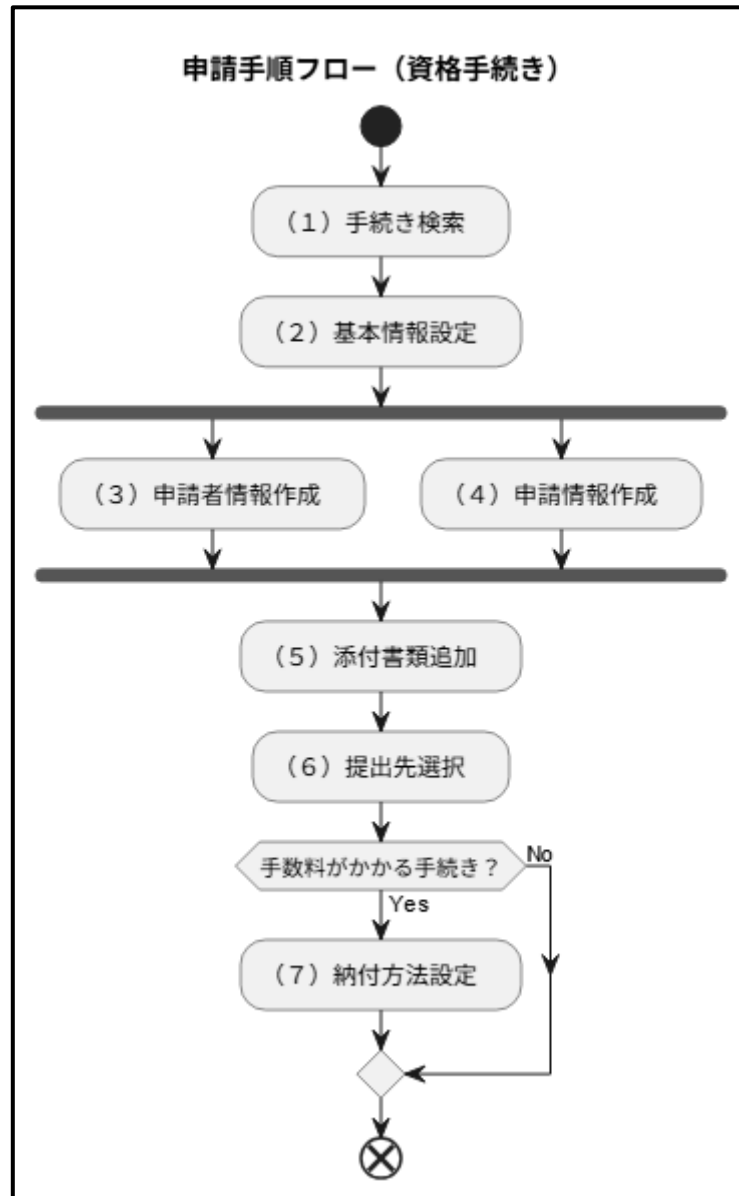 申請手順フロー（資格手続き）
（１）手続き検索
（２）基本情報設定
（３）申請者情報作成
（４）申請情報作成
（５）添付書類追加
（６）提出先選択
手数料がかかる手続き？
No
Yes
（７）納付方法設定